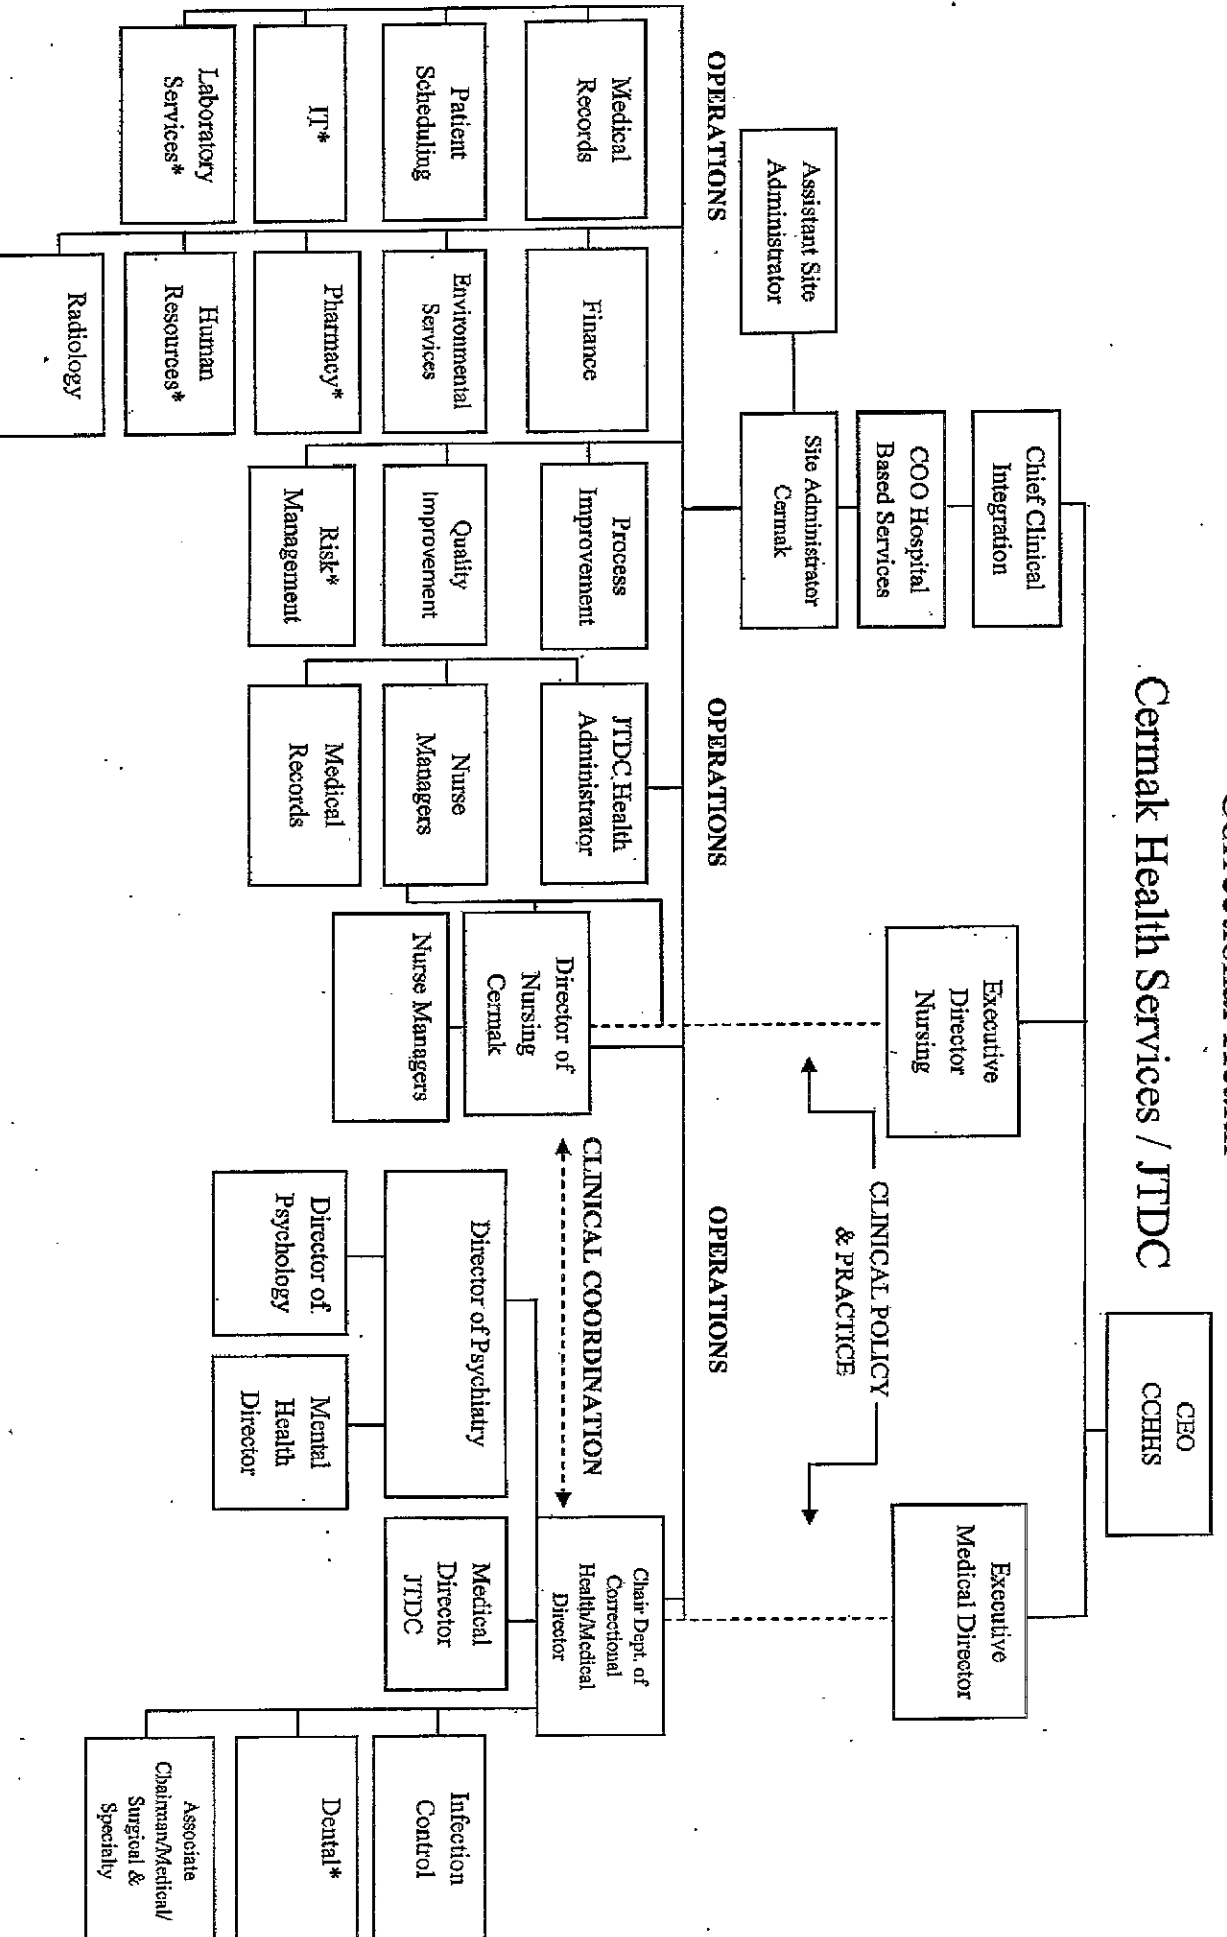 Cermak Health Services / JTDC
CEO
CCHHS
Chief Clinical
Integration
COO Hospital
Based Services
Site Administrator
Cermak
Assistant Site
Administrator
Executive
Director
Nursing
Executive
Medical Director
CLINICAL POLICY
& PRACTICE
OPERATIONS
OPERATIONS
OPERATIONS
Medical
Records
Patient
Scheduling
IT*
Laboratory
Services*
Finance
Environmental
Services
Pharmacy*
Human
Resources*
Radiology
Process
Improvement
Quality
Improvement
Risk*
Management
JTDC Health
Administrator
Nurse
Managers
Medical
Records
Director of
Nursing
Cermak
Nurse Managers
CLINICAL COORDINATION
Chair Dept. of
Correctional
Health/Medical
Director
Director of Psychiatry
Director of
Psychology
Mental
Health
Director
Medical
Director
JTDC
Infection
Control
Dental*
Associate
Chairman/Medical/
Surgical &
Specialty